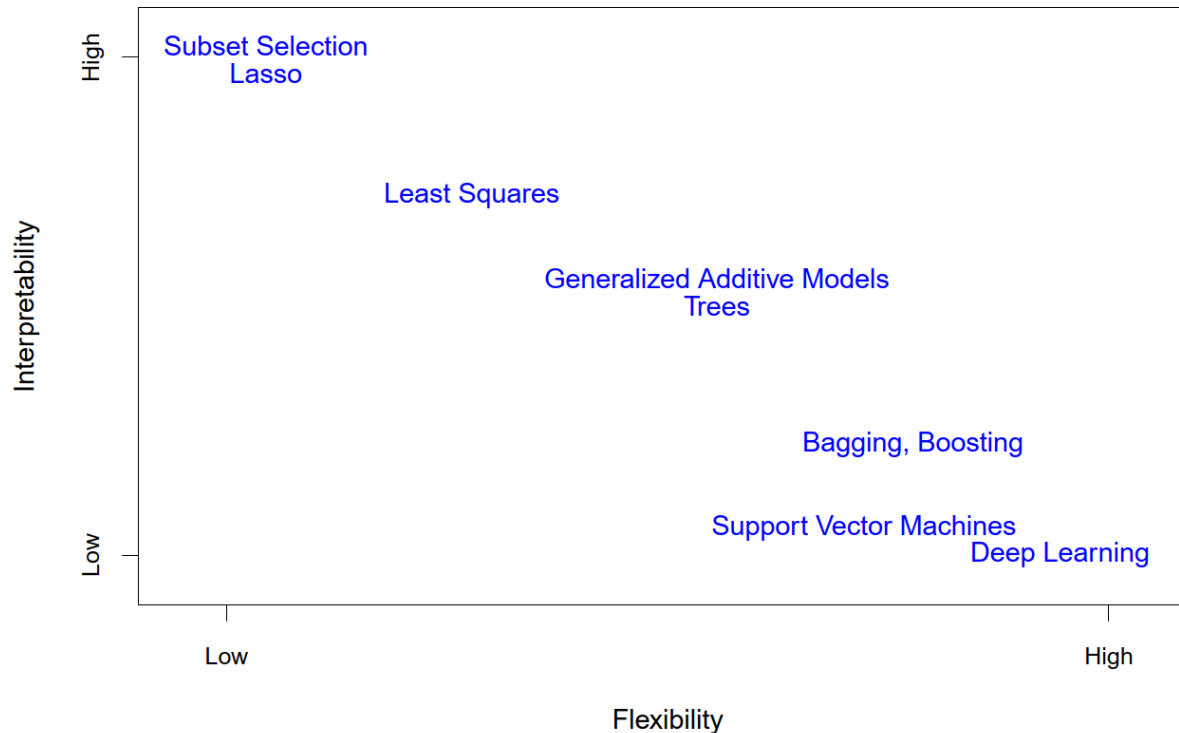 High
Subset Selection
Lasso
Least Squares
Interpretability
Generalized Additive Models
Trees
Bagging, Boosting
Support Vector Machines
Low
Deep Learning
Low
High
Flexibility